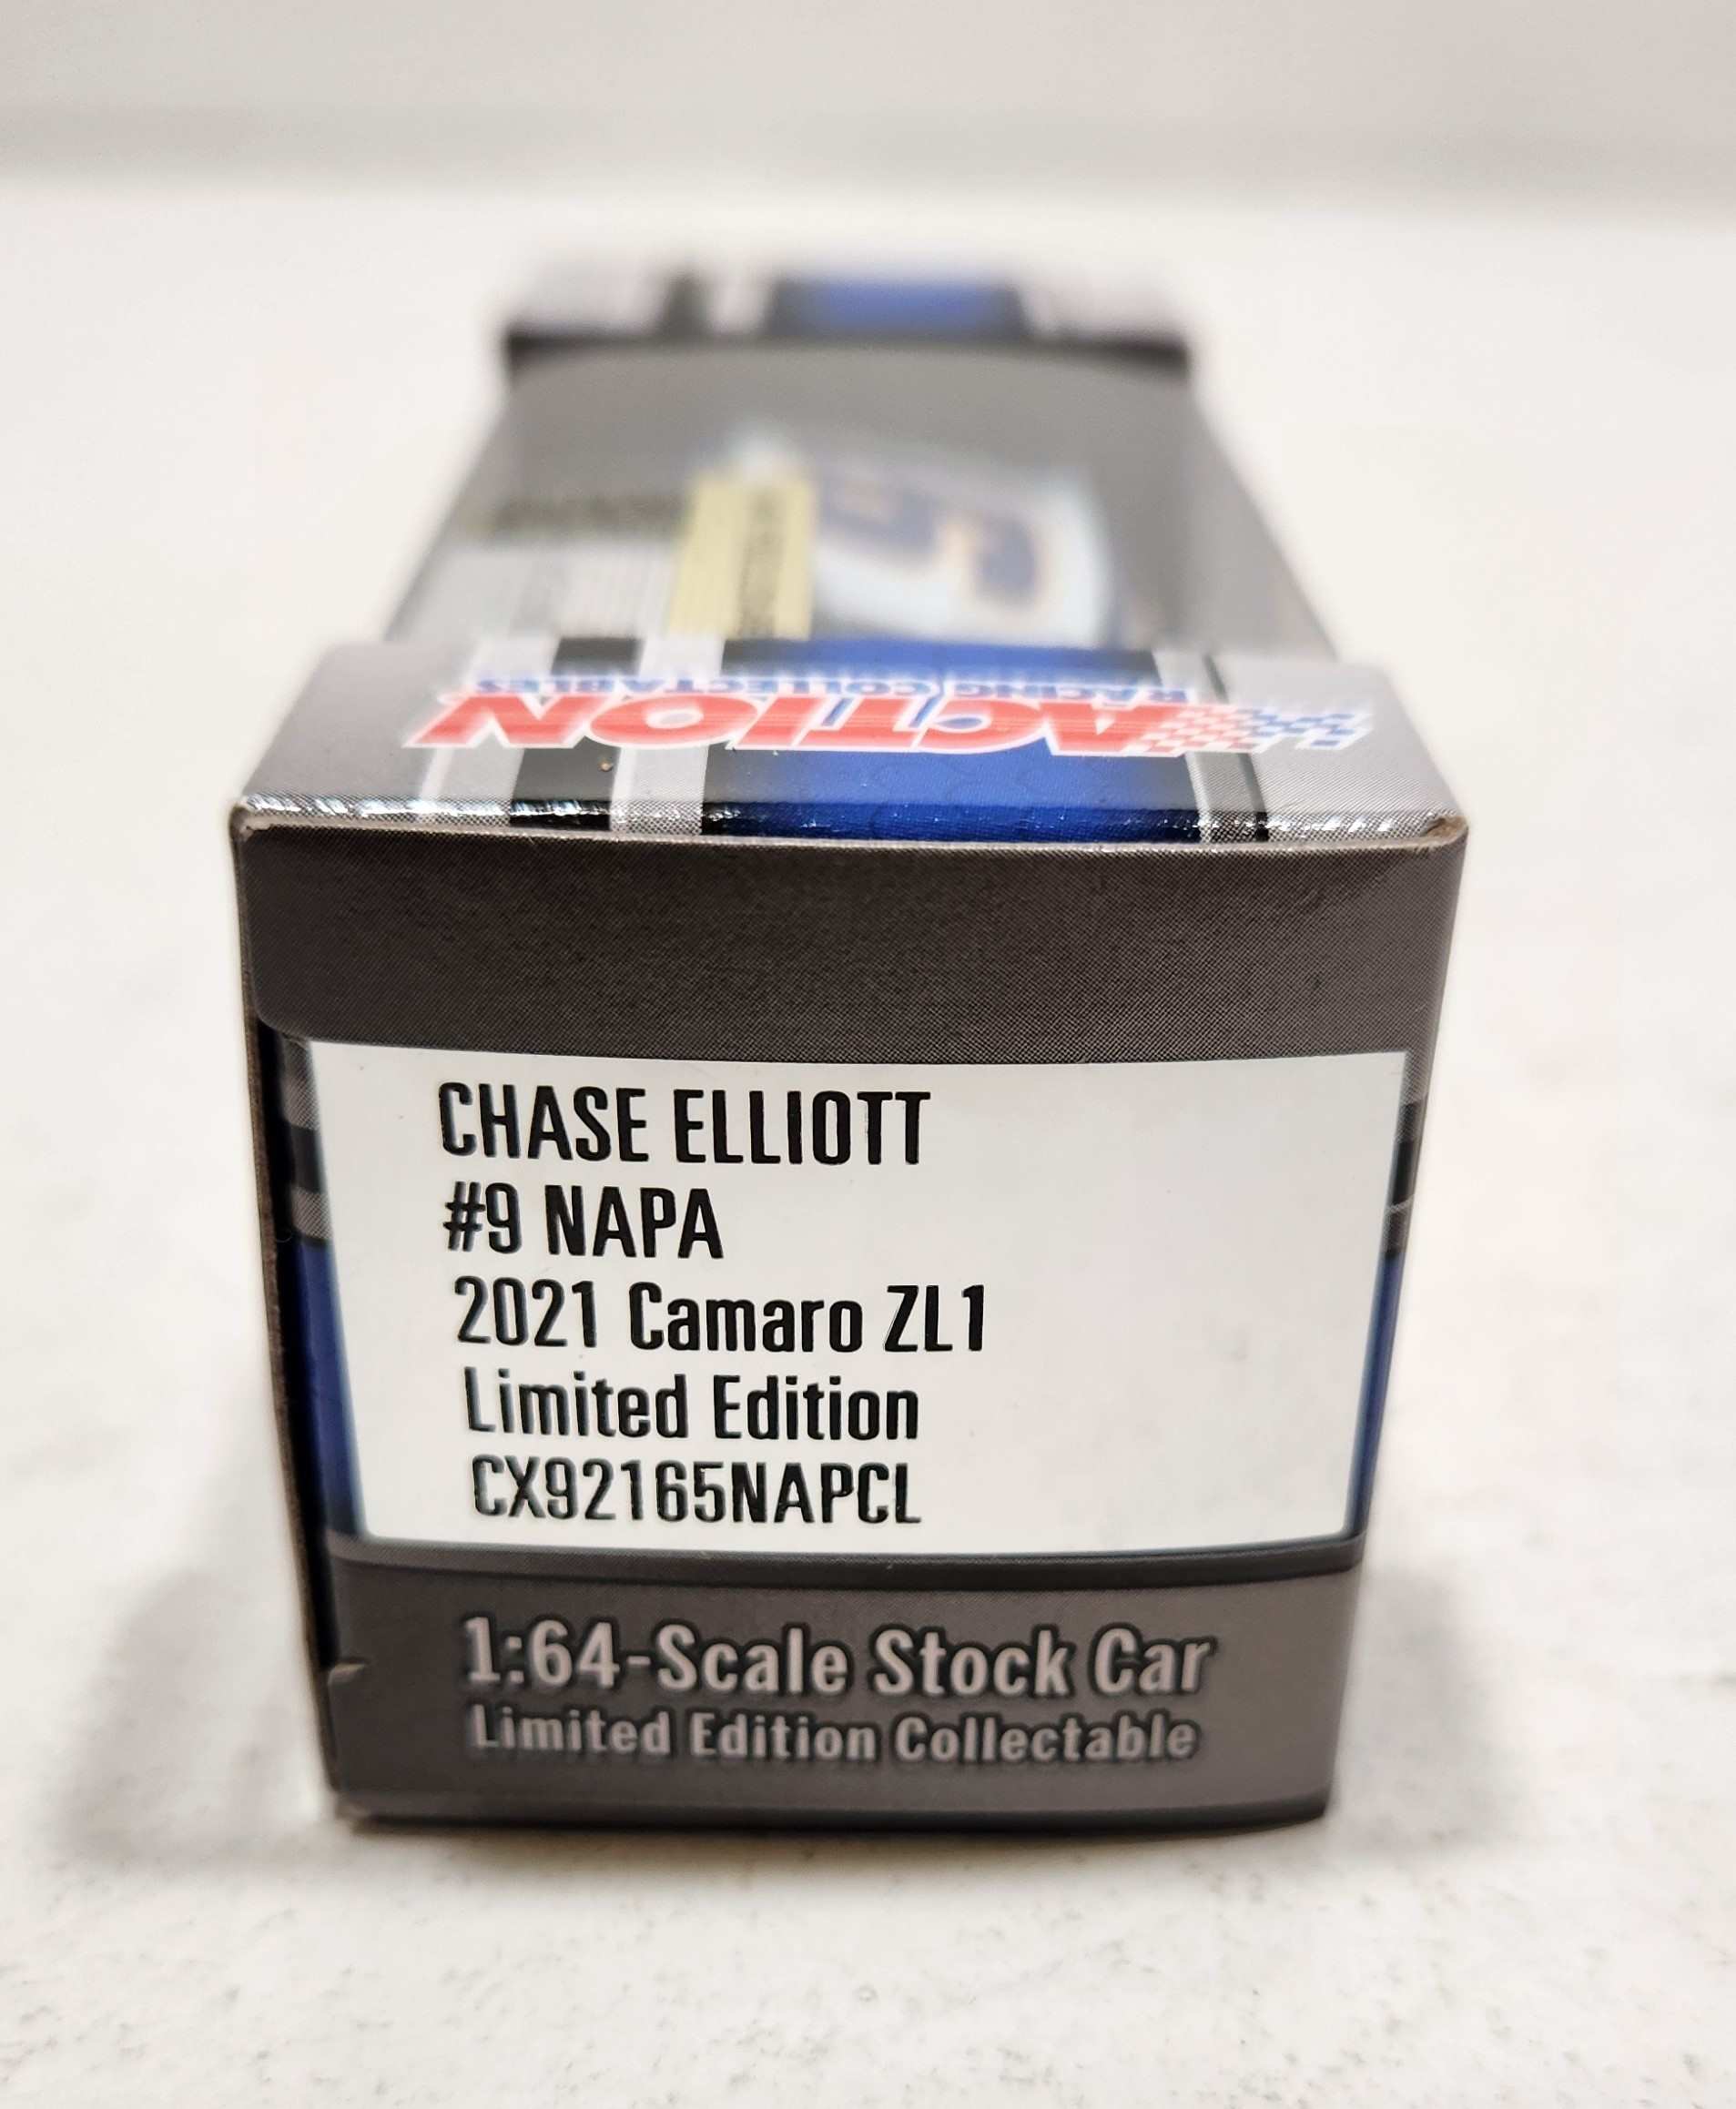 ACTION
RACING COLLECTABLES
CHASE ELLIOTT
#9 NAPA
2021 Camaro ZL1
Limited Edition
CX92165NAPCL
1:64-Scale Stock Car
Limited Edition Collectable